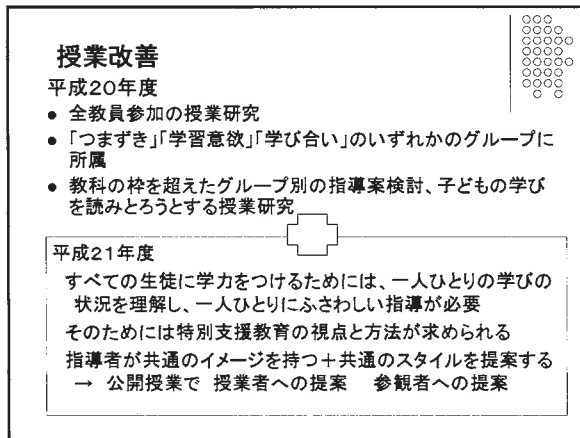 授業改善
平成20年度
● 全教員参加の授業研究
● 「つまずき」「学習意欲」「学び合い」のいずれかのグループに
所属
● 教科の枠を超えたグループ別の指導案検討、子どもの学び
を読みとろうとする授業研究
平成21年度
すべての生徒に学力をつけるためには、一人ひとりの学びの
状況を理解し、一人ひとりにふさわしい指導が必要
そのためには特別支援教育の視点と方法が求められる
指導者が共通のイメージを持つ+共通のスタイルを提案する
→ 公開授業で 授業者への提案 参観者への提案